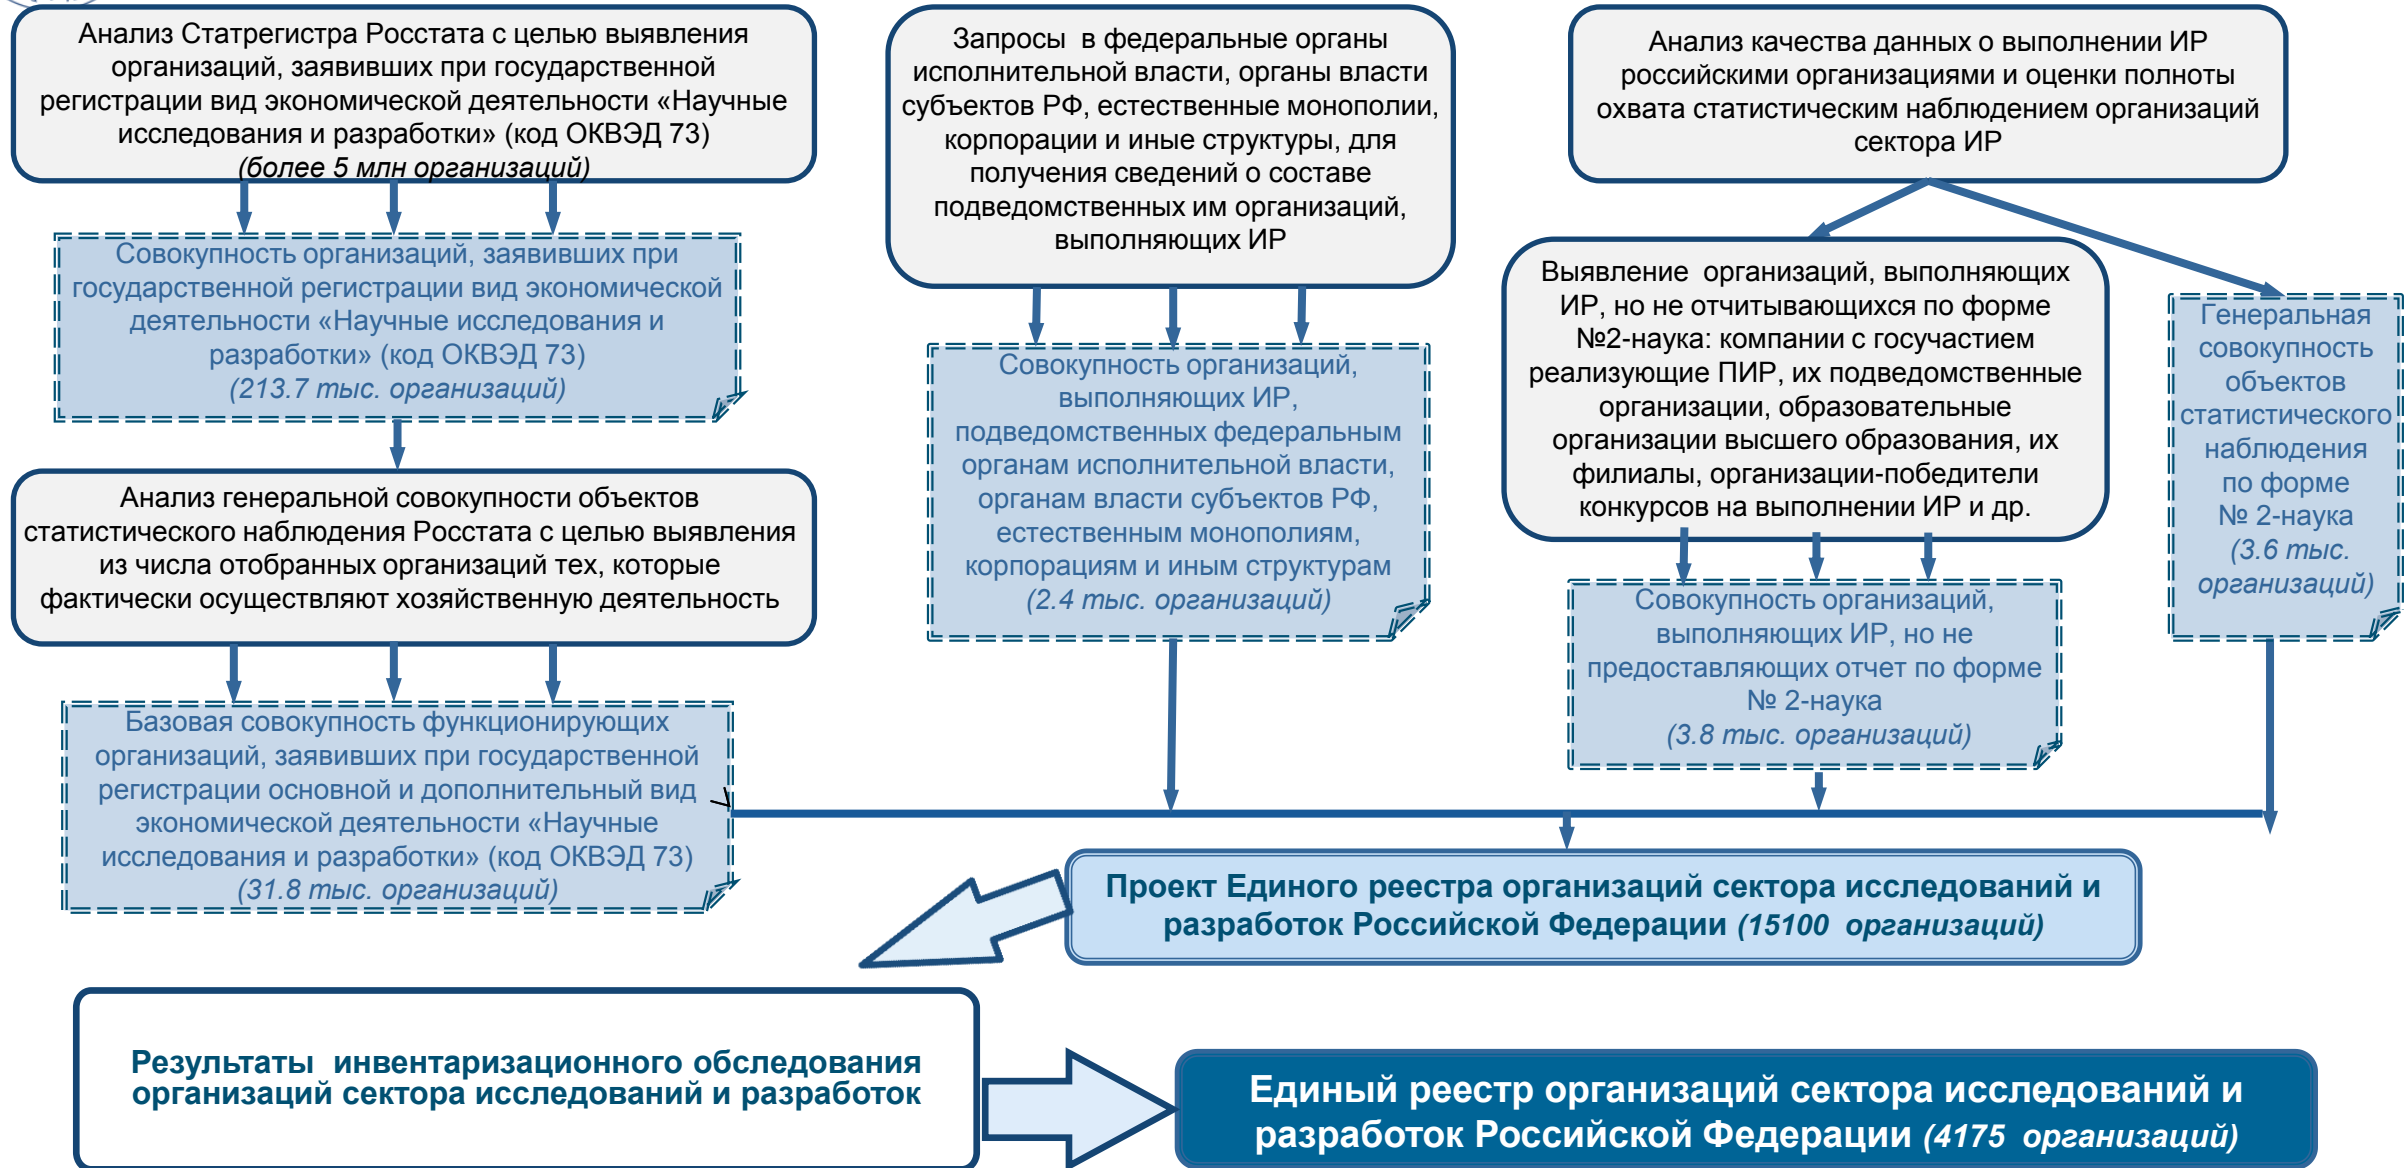 Анализ Статрегистра Росстата с целью выявления
организаций, заявивших при государственной
регистрации вид экономической деятельности «Научные
исследования и разработки» (код ОКВЭД 73)
(более 5 млн организаций)
Совокупность организаций, заявивших при
государственной регистрации вид экономической
деятельности «Научные исследования и
разработки» (код ОКВЭД 73)
(213.7 тыс. организаций)
Анализ генеральной совокупности объектов
статистического наблюдения Росстата с целью выявления
из числа отобранных организаций тех, которые
фактически осуществляют хозяйственную деятельность
Базовая совокупность функционирующих
организаций, заявивших при государственной
регистрации основной и дополнительный вид
экономической деятельности «Научные
исследования и разработки» (код ОКВЭД 73)
(31.8 тыс. организаций)
Запросы  в федеральные органы
исполнительной власти, органы власти
субъектов РФ, естественные монополии,
корпорации и иные структуры, для
получения сведений о составе
подведомственных им организаций,
выполняющих ИР
Совокупность организаций,
выполняющих ИР,
подведомственных федеральным
органам исполнительной власти,
органам власти субъектов РФ,
естественным монополиям,
корпорациям и иным структурам
(2.4 тыс. организаций)
Анализ качества данных о выполнении ИР
российскими организациями и оценки полноты
охвата статистическим наблюдением организаций
сектора ИР
Выявление  организаций, выполняющих
ИР, но не отчитывающихся по форме
№2-наука: компании с госучастием
реализующие ПИР, их подведомственные
организации, образовательные
организации высшего образования, их
филиалы, организации-победители
конкурсов на выполнении ИР и др.
Совокупность организаций,
выполняющих ИР, но не
предоставляющих отчет по форме
№ 2-наука
(3.8 тыс. организаций)
Генеральная
совокупность
объектов
статистического
наблюдения
по форме
№ 2-наука
(3.6 тыс.
организаций)
Проект Единого реестра организаций сектора исследований и
разработок Российской Федерации (15100  организаций)
Результаты  инвентаризационного обследования
организаций сектора исследований и разработок
Единый реестр организаций сектора исследований и
разработок Российской Федерации (4175  организаций)